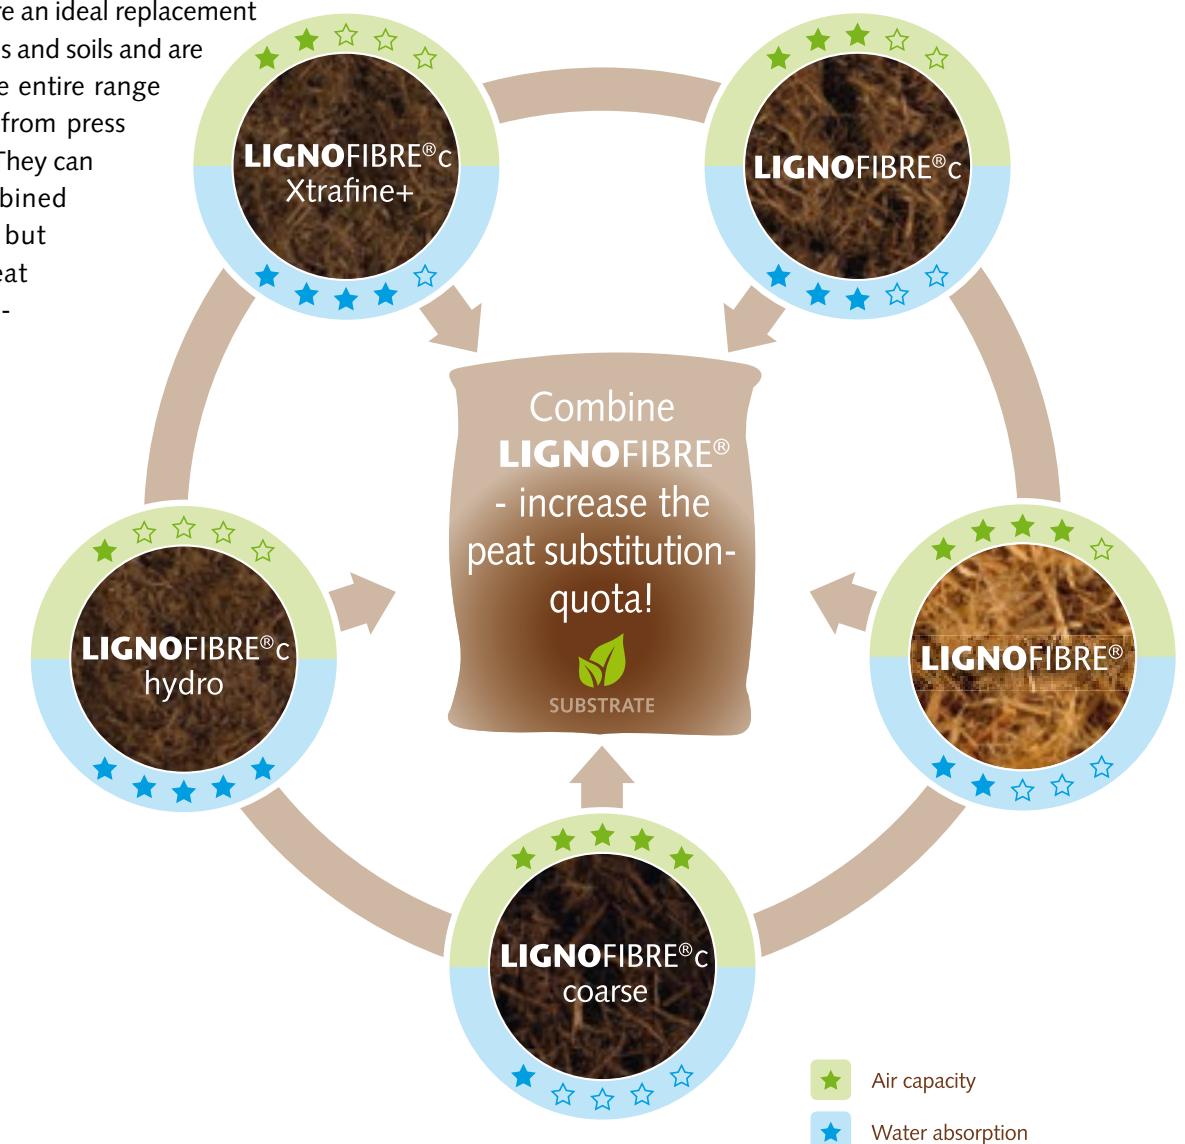 re an ideal replacement
s and soils and are
e entire range
from press
They can
bined
but
eat
-
LIGNOFIBRE®c
Xtrafine+
LIGNOFIBRE®c
Combine
LIGNOFIBRE®
- increase the
peat substitution-
quota!
SUBSTRATE
LIGNOFIBRE®c
hydro
LIGNOFIBRE®
LIGNOFIBRE®c
coarse
Air capacity
Water absorption